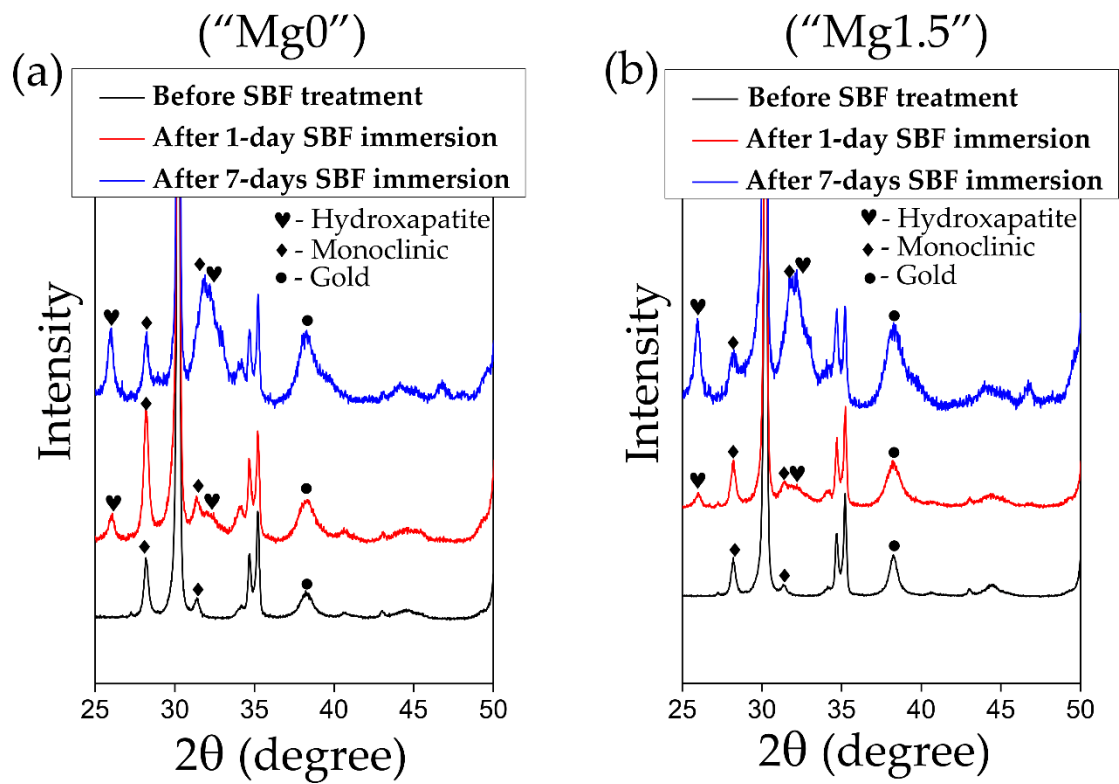 (“Mg0”)
(a)
Before SBF treatment
After 1-day SBF immersion
After 7-days SBF immersion
♥ - Hydroxapatite
♦ - Monoclinic
● - Gold
Intensity
25 30 35 40 45 50
2θ (degree)
(“Mg1.5”)
(b)
Before SBF treatment
After 1-day SBF immersion
After 7-days SBF immersion
♥ - Hydroxapatite
♦ - Monoclinic
● - Gold
Intensity
25 30 35 40 45 50
2θ (degree)